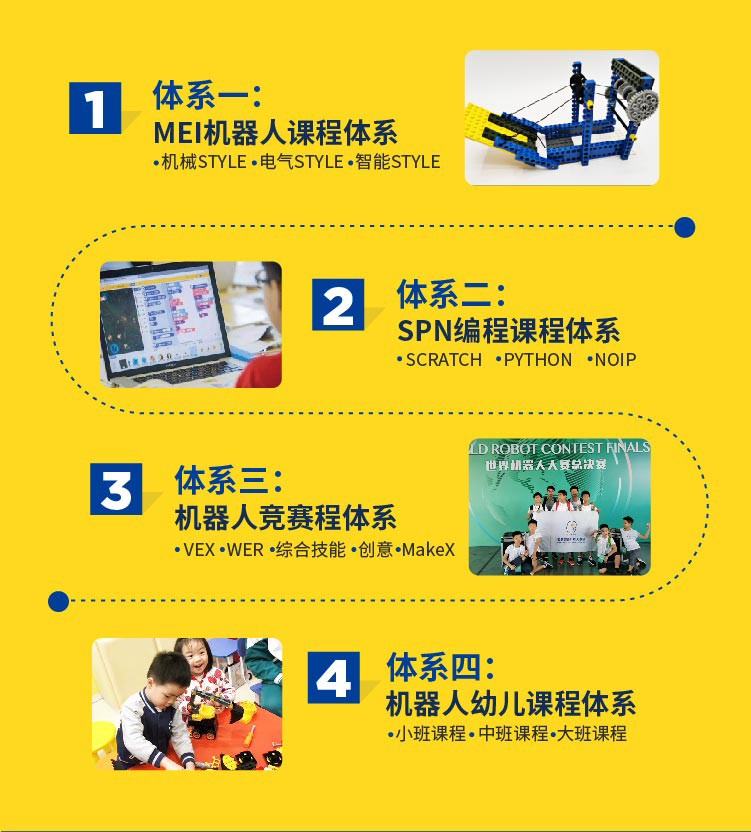 1
体系一：
MEI机器人课程体系
•机械STYLE •电气STYLE •智能STYLE
2
体系二：
SPN编程课程体系
•SCRATCH •PYTHON •NOIP
3
体系三：
机器人竞赛程体系
•VEX •WER •综合技能 •创意 •MakeX
LD ROBOT CONTEST FINALS
世界机器人大赛总决赛
4
体系四：
机器人幼儿课程体系
•小班课程 •中班课程 •大班课程